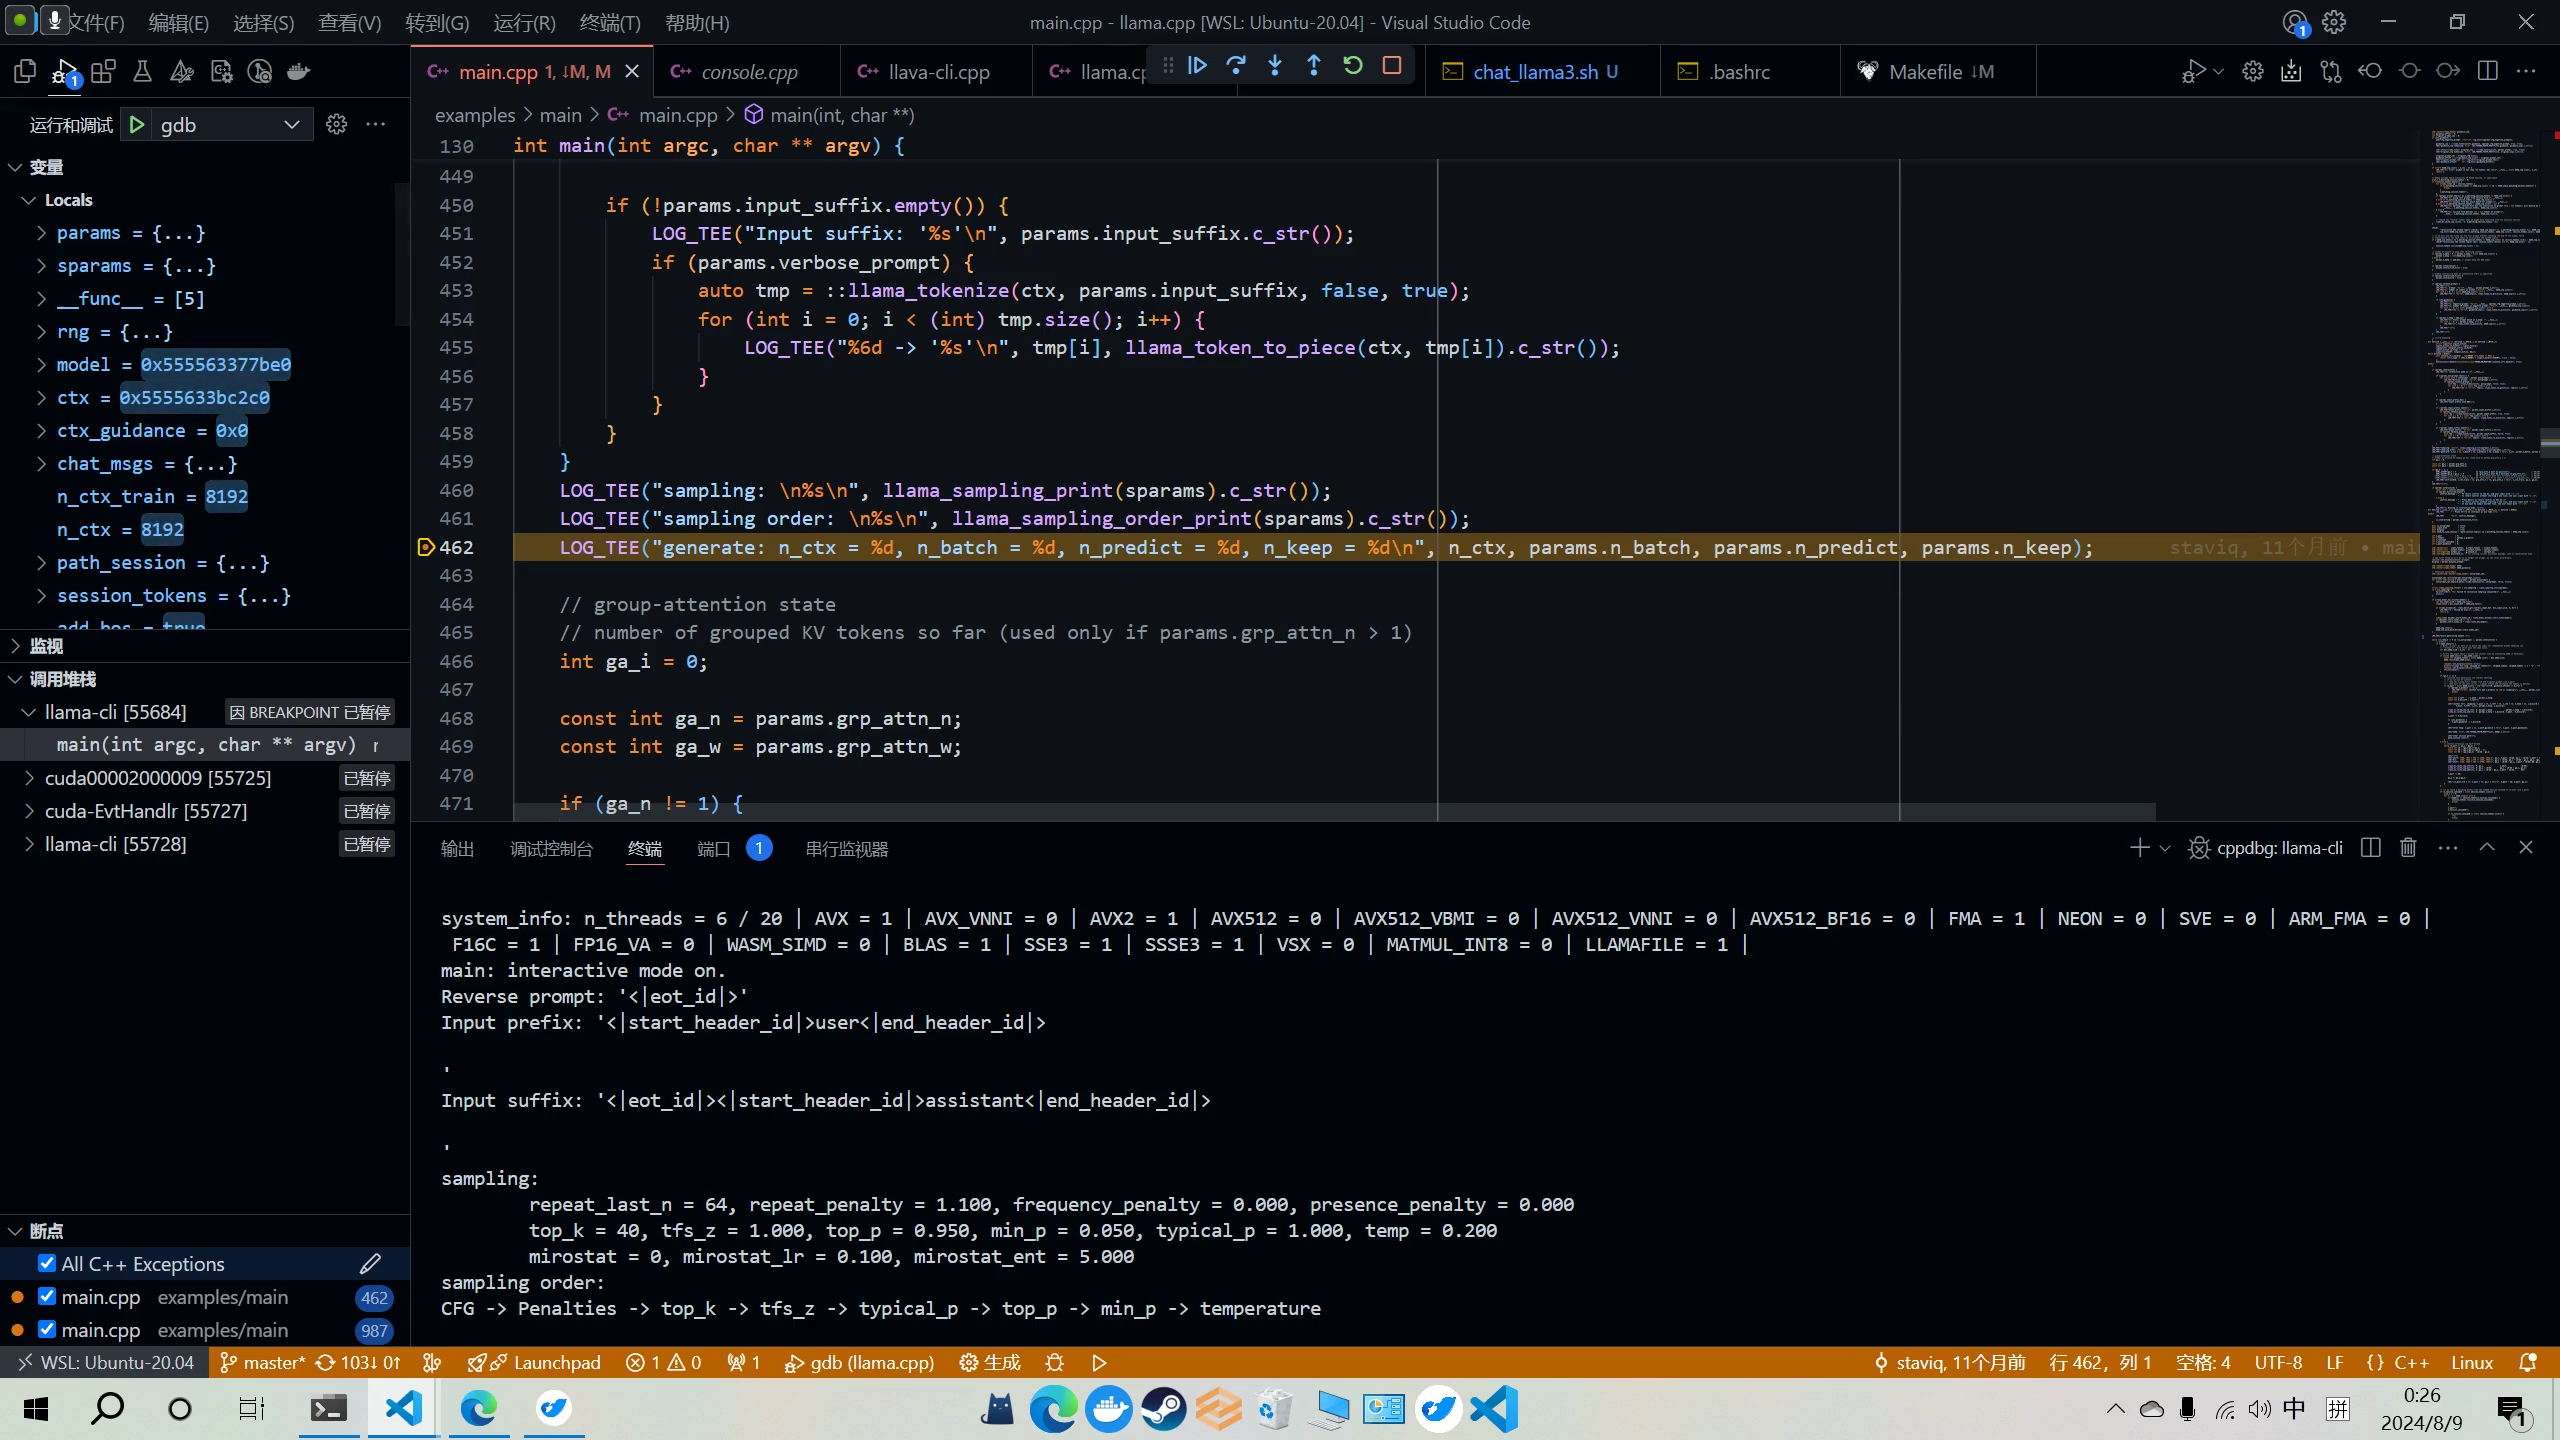 文件(F) 编辑(E) 选择(S) 查看(V) 转到(G) 运行(R) 终端(T) 帮助(H) main.cpp - llama.cpp [WSL: Ubuntu-20.04] - Visual Studio Code 1
1 main.cpp 1, ↓M, M console.cpp llava-cli.cpp llama.cp chat_llama3.sh U .bashrc Makefile ↓M
运行和调试 gdb
examples > main > main.cpp > main(int, char **)
变量
Locals
params = {...}
sparams = {...}
__func__ = [5]
rng = {...}
model = 0x555563377be0
ctx = 0x5555633bc2c0
ctx_guidance = 0x0
chat_msgs = {...}
n_ctx_train = 8192
n_ctx = 8192
path_session = {...}
session_tokens = {...}
add_bos = true
监视
调用堆栈
llama-cli [55684] 因 BREAKPOINT 已暂停
main(int argc, char ** argv)
cuda00002000009 [55725] 已暂停
cuda-EvtHandlr [55727] 已暂停
llama-cli [55728] 已暂停
断点
All C++ Exceptions
main.cpp examples/main 462
main.cpp examples/main 987
130 int main(int argc, char ** argv) {
449
450 if (!params.input_suffix.empty()) {
451 LOG_TEE("Input suffix: '%s'\n", params.input_suffix.c_str());
452 if (params.verbose_prompt) {
453 auto tmp = ::llama_tokenize(ctx, params.input_suffix, false, true);
454 for (int i = 0; i < (int) tmp.size(); i++) {
455 LOG_TEE("%6d -> '%s'\n", tmp[i], llama_token_to_piece(ctx, tmp[i]).c_str());
456 }
457 }
458 }
459 }
460 LOG_TEE("sampling: \n%s\n", llama_sampling_print(sparams).c_str());
461 LOG_TEE("sampling order: \n%s\n", llama_sampling_order_print(sparams).c_str());
462 LOG_TEE("generate: n_ctx = %d, n_batch = %d, n_predict = %d, n_keep = %d\n", n_ctx, params.n_batch, params.n_predict, params.n_keep); staviq, 11个月前 • mai
463
464 // group-attention state
465 // number of grouped KV tokens so far (used only if params.grp_attn_n > 1)
466 int ga_i = 0;
467
468 const int ga_n = params.grp_attn_n;
469 const int ga_w = params.grp_attn_w;
470
471 if (ga_n != 1) {
输出 调试控制台 终端 端口 1 串行监视器 cppdbg: llama-cli
system_info: n_threads = 6 / 20 | AVX = 1 | AVX_VNNI = 0 | AVX2 = 1 | AVX512 = 0 | AVX512_VBMI = 0 | AVX512_VNNI = 0 | AVX512_BF16 = 0 | FMA = 1 | NEON = 0 | SVE = 0 | ARM_FMA = 0 |
F16C = 1 | FP16_VA = 0 | WASM_SIMD = 0 | BLAS = 1 | SSE3 = 1 | SSSE3 = 1 | VSX = 0 | MATMUL_INT8 = 0 | LLAMAFILE = 1 |
main: interactive mode on.
Reverse prompt: '<|eot_id|>'
Input prefix: '<|start_header_id|>user<|end_header_id|>
'
Input suffix: '<|eot_id|><|start_header_id|>assistant<|end_header_id|>
'
sampling:
repeat_last_n = 64, repeat_penalty = 1.100, frequency_penalty = 0.000, presence_penalty = 0.000
top_k = 40, tfs_z = 1.000, top_p = 0.950, min_p = 0.050, typical_p = 1.000, temp = 0.200
mirostat = 0, mirostat_lr = 0.100, mirostat_ent = 5.000
sampling order:
CFG -> Penalties -> top_k -> tfs_z -> typical_p -> top_p -> min_p -> temperature
WSL: Ubuntu-20.04 master* 103↓ 0↑ Launchpad 1 0 1 gdb (llama.cpp) 生成 staviq, 11个月前 行 462，列 1 空格: 4 UTF-8 LF {} C++ Linux
中 拼 0:26 1
2024/8/9